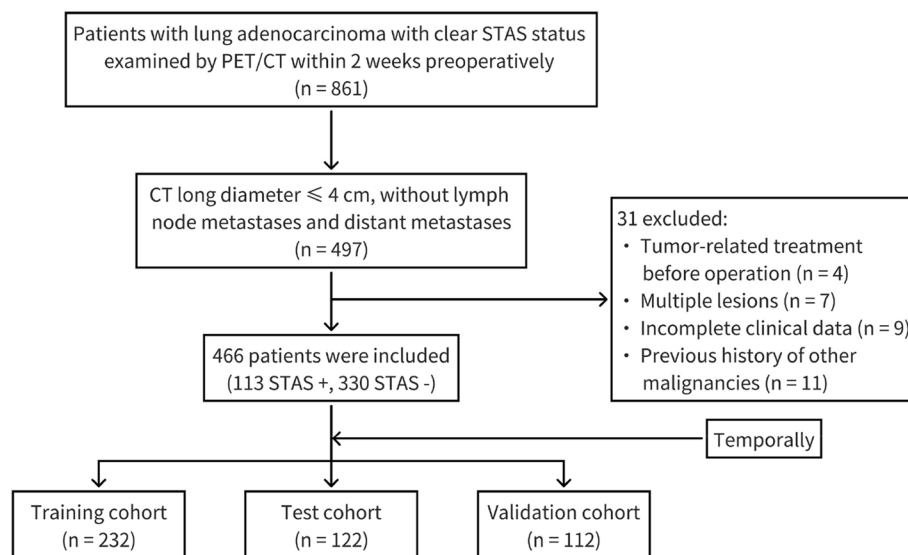 Patients with lung adenocarcinoma with clear STAS status
examined by PET/CT within 2 weeks preoperatively
(n = 861)
CT long diameter ⩽ 4 cm, without lymph
node metastases and distant metastases
(n = 497)
31 excluded:
• Tumor-related treatment
before operation (n = 4)
• Multiple lesions (n = 7)
• Incomplete clinical data (n = 9)
• Previous history of other
malignancies (n = 11)
466 patients were included
(113 STAS +, 330 STAS -)
Temporally
Training cohort
(n = 232)
Test cohort
(n = 122)
Validation cohort
(n = 112)